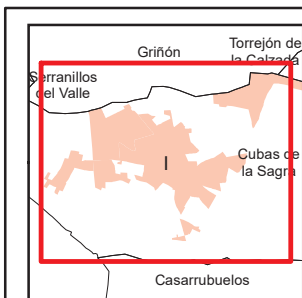 Griñón
Torrejón de
la Calzada
Serranillos
del Valle
I
Cubas de
la Sagra
Casarrubuelos